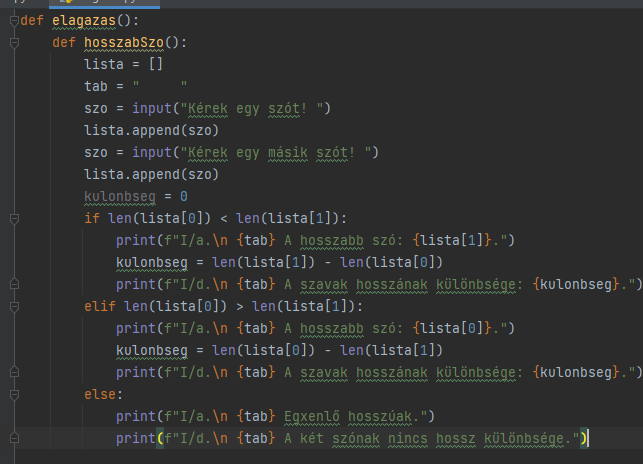 def elagazas():
    def hosszabSzo():
        lista = []
        tab = "     "
        szo = input("Kérek egy szót! ")
        lista.append(szo)
        szo = input("Kérek egy másik szót! ")
        lista.append(szo)
        kulonbseg = 0
        if len(lista[0]) < len(lista[1]):
            print(f"I/a.\n {tab} A hosszabb szó: {lista[1]}.")
            kulonbseg = len(lista[1]) - len(lista[0])
            print(f"I/d.\n {tab} A szavak hosszának különbsége: {kulonbseg}.")
        elif len(lista[0]) > len(lista[1]):
            print(f"I/a.\n {tab} A hosszabb szó: {lista[0]}.")
            kulonbseg = len(lista[0]) - len(lista[1])
            print(f"I/d.\n {tab} A szavak hosszának különbsége: {kulonbseg}.")
        else:
            print(f"I/a.\n {tab} Egxenlő hosszúak.")
            print(f"I/d.\n {tab} A két szónak nincs hossz különbsége.")